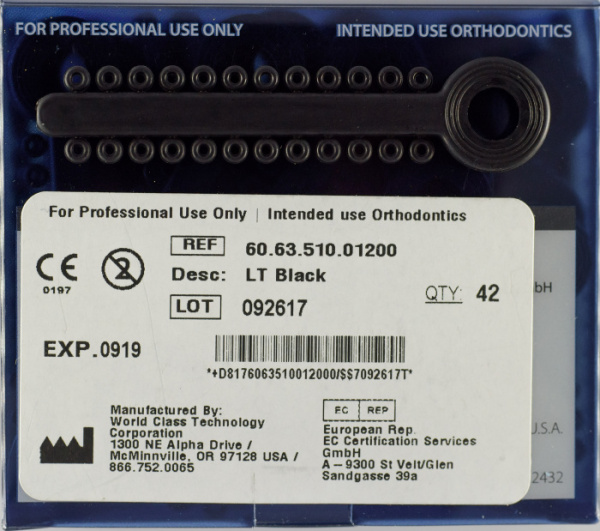 FOR PROFESSIONAL USE ONLY INTENDED USE ORTHODONTICS
For Professional Use Only | Intended use Orthodontics
REF 60.63.510.01200
CE 0197 2
Desc: LT Black
LOT 092617
QTY: 42
EXP.0919
*+D8176063510012000/$$7092617T*
Manufactured By:
World Class Technology
Corporation
1300 NE Alpha Drive /
McMinnville, OR 97128 USA /
866.752.0065
EC REP
European Rep.
EC Certification Services
GmbH
A – 9300 St Veit/Glen
Sandgasse 39a
bH
U.S.A.
2432